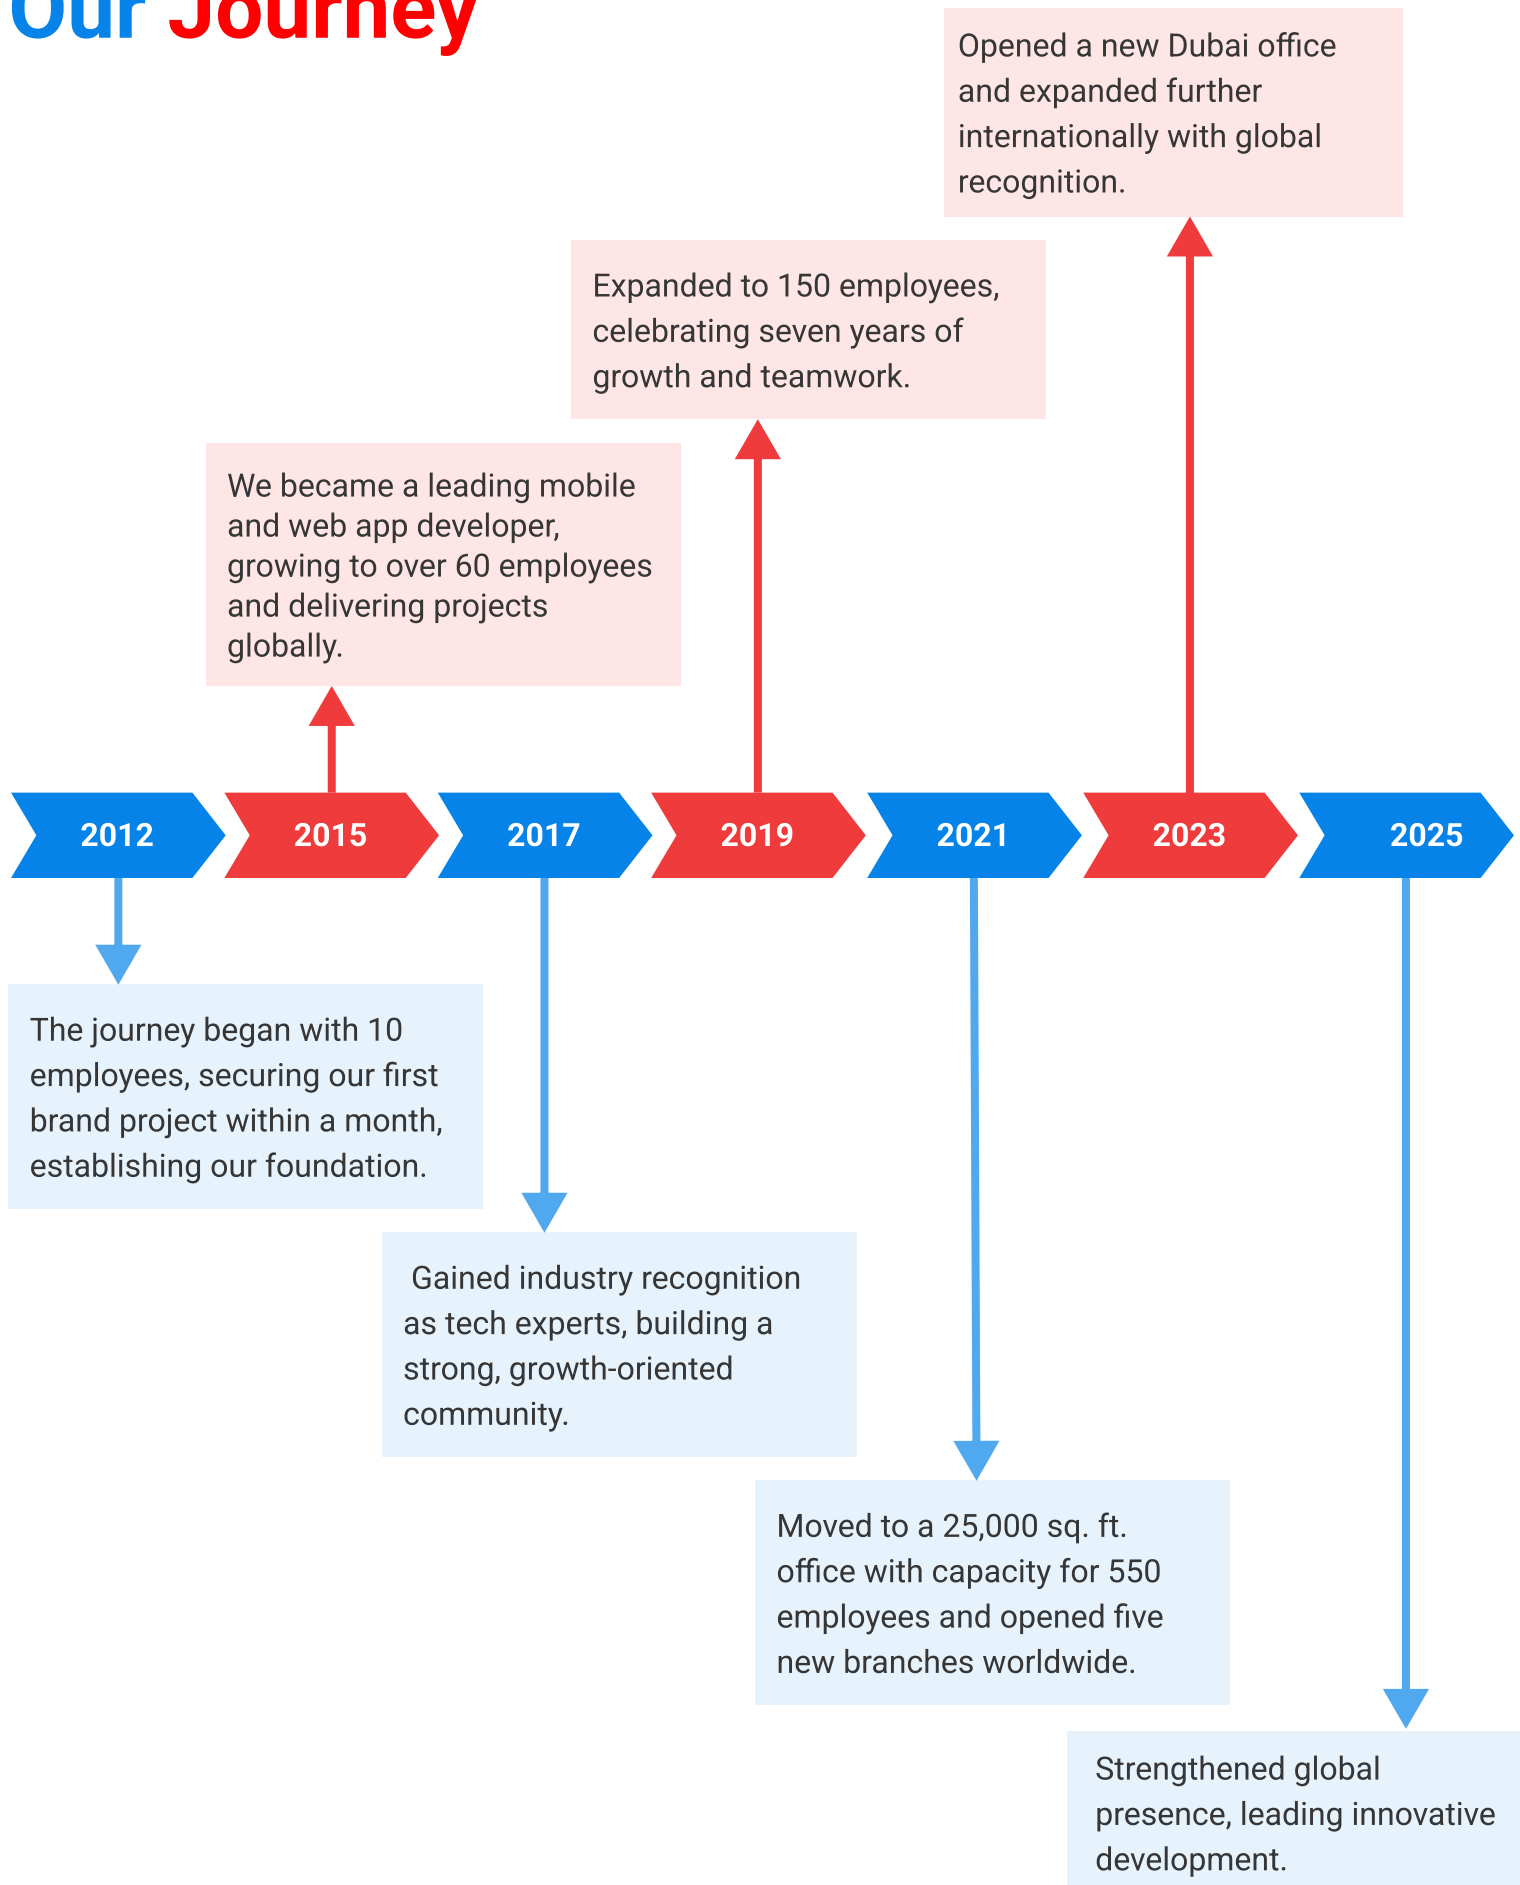 Our Journey
Opened a new Dubai office
and expanded further
internationally with global
recognition.
Expanded to 150 employees,
celebrating seven years of
growth and teamwork.
We became a leading mobile
and web app developer,
growing to over 60 employees
and delivering projects
globally.
2012
2015
2017
2019
2021
2023
2025
The journey began with 10
employees, securing our first
brand project within a month,
establishing our foundation.
Gained industry recognition
as tech experts, building a
strong, growth-oriented
community.
Moved to a 25,000 sq. ft.
office with capacity for 550
employees and opened five
new branches worldwide.
Strengthened global
presence, leading innovative
development.